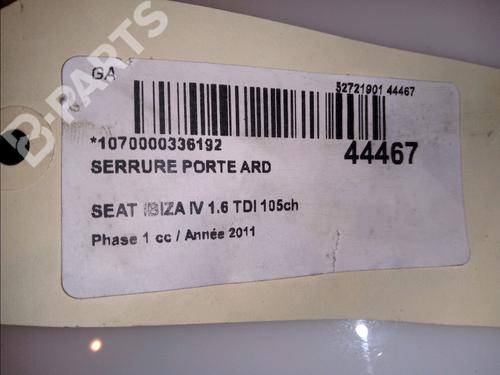 GA
52721901 44467
*1070000336192
44467
SERRURE PORTE ARD
SEAT IBIZA IV 1.6 TDI 105ch
Phase 1 cc / Année 2011
B-PARTS